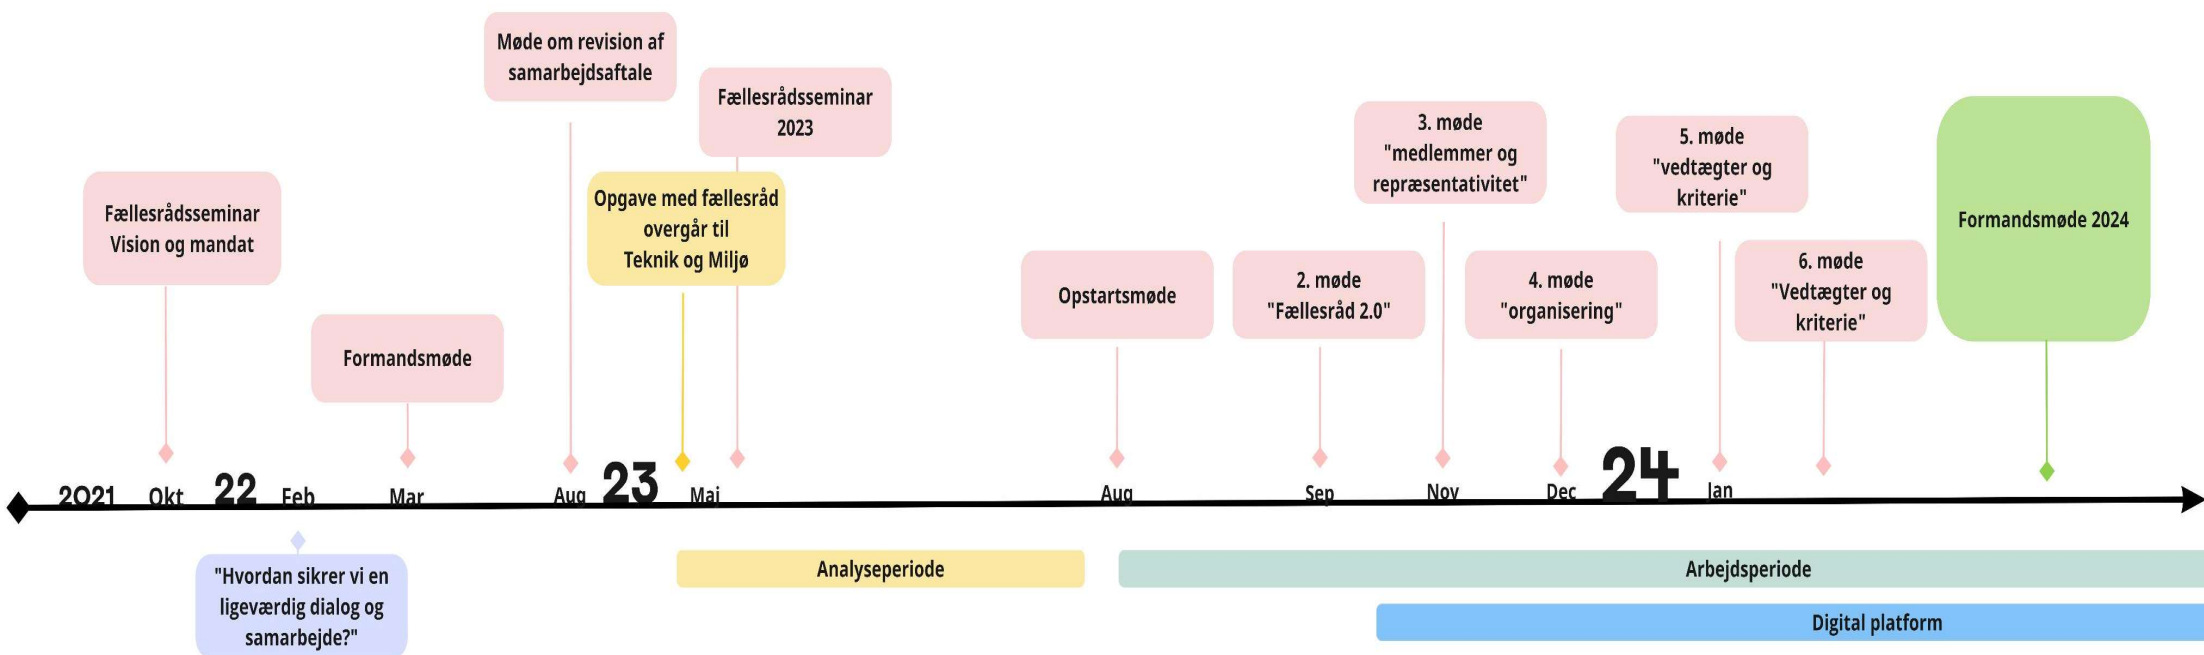 Møde om revision af
samarbejdsaftale
Fællesrådsseminar
2023
Fællesrådsseminar
Vision og mandat
Opgave med fællesråd
overgår til
Teknik og Miljø
Formandsmøde
Opstartsmøde
2. møde
"Fællesråd 2.0"
3. møde
"medlemmer og
repræsentativitet"
4. møde
"organisering"
5. møde
"vedtægter og
kriterie"
6. møde
"Vedtægter og
kriterie"
Formandsmøde 2024
2021 Okt 22 Feb Mar Aug 23 Maj Aug Sep Nov Dec 24 Jan
"Hvordan sikrer vi en
ligeværdig dialog og
samarbejde?"
Analyseperiode
Arbejdsperiode
Digital platform